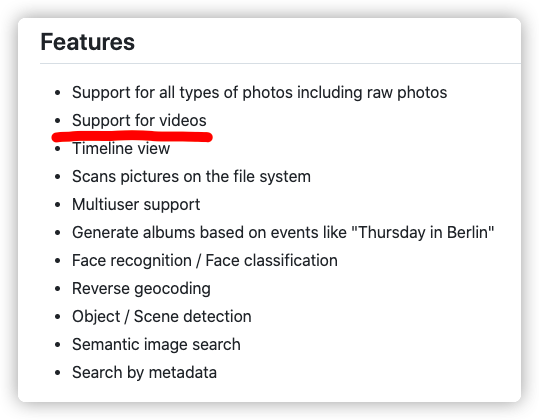 Features
• Support for all types of photos including raw photos
• Support for videos
• Timeline view
• Scans pictures on the file system
• Multiuser support
• Generate albums based on events like "Thursday in Berlin"
• Face recognition / Face classification
• Reverse geocoding
• Object / Scene detection
• Semantic image search
• Search by metadata